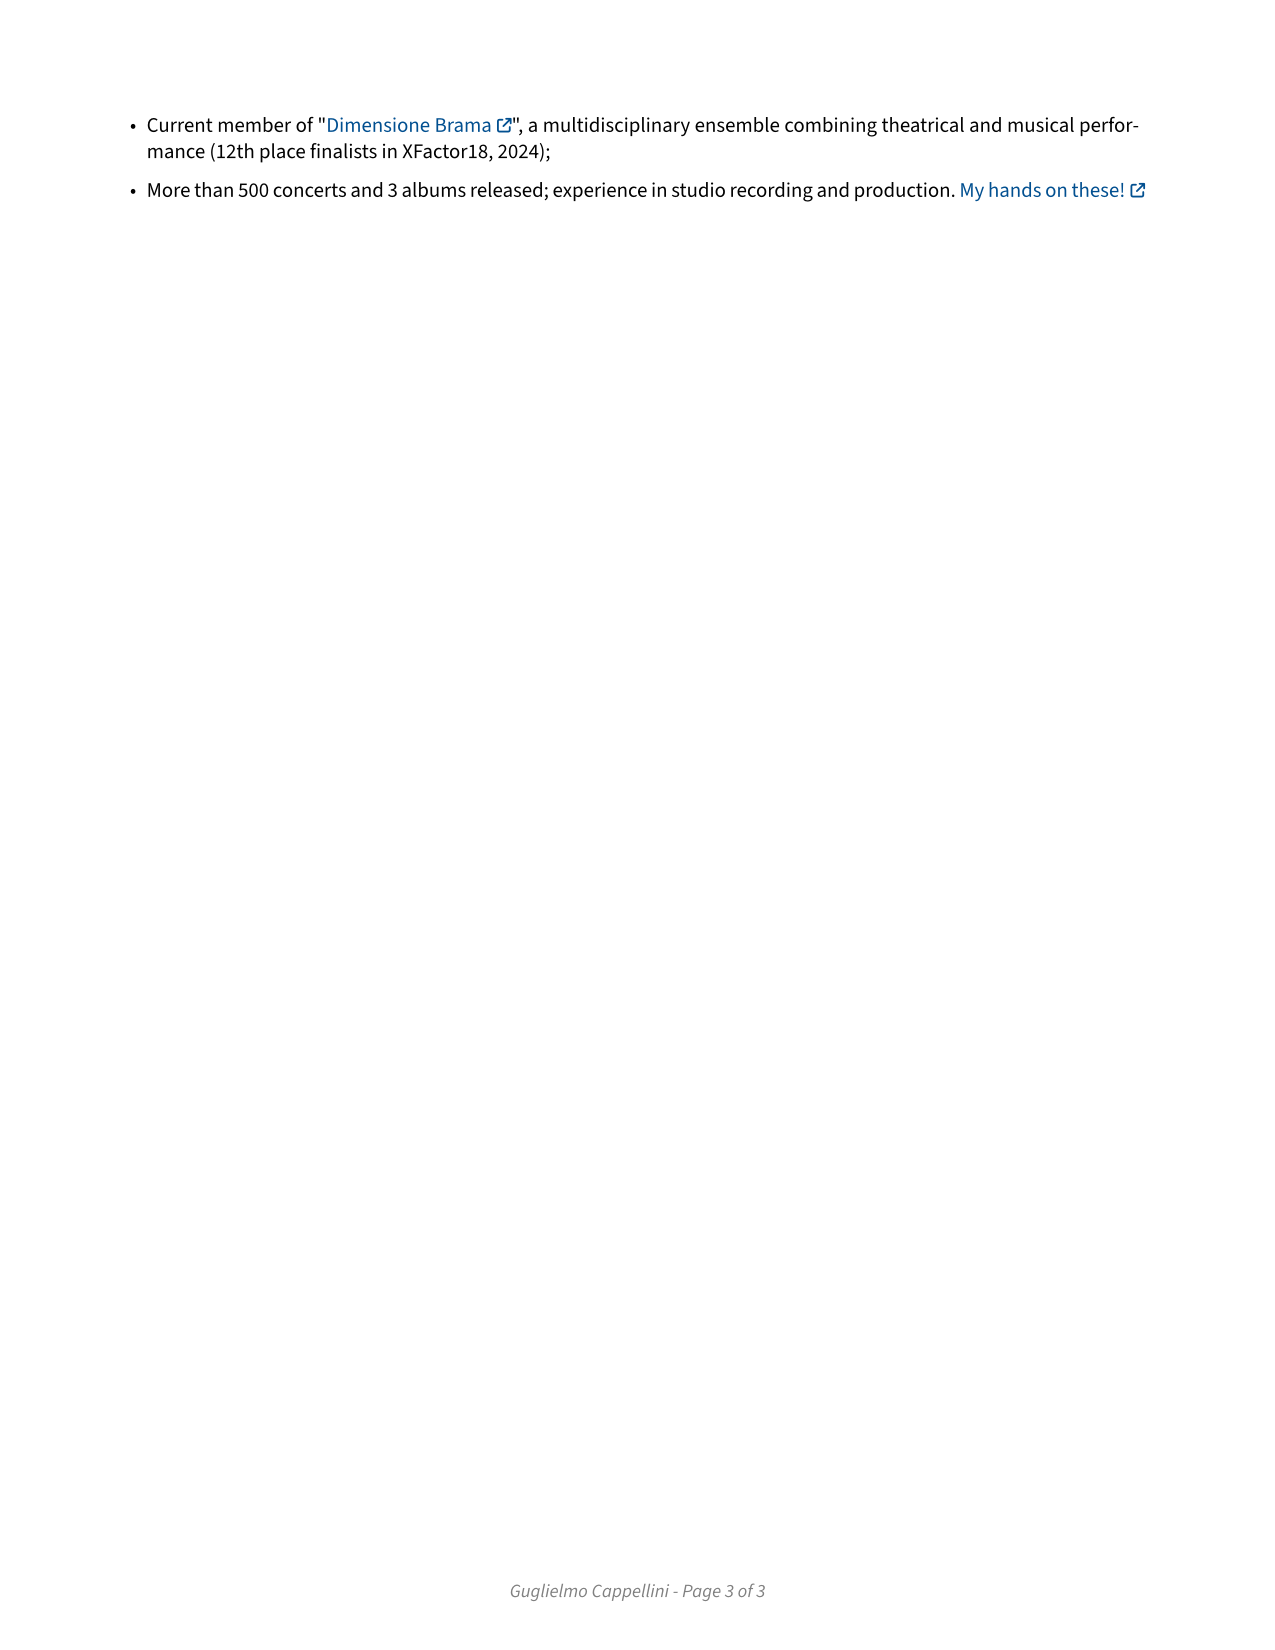 • Current member of "Dimensione Brama", a multidisciplinary ensemble combining theatrical and musical perfor-
mance (12th place finalists in XFactor18, 2024);
• More than 500 concerts and 3 albums released; experience in studio recording and production. My hands on these!
Guglielmo Cappellini - Page 3 of 3